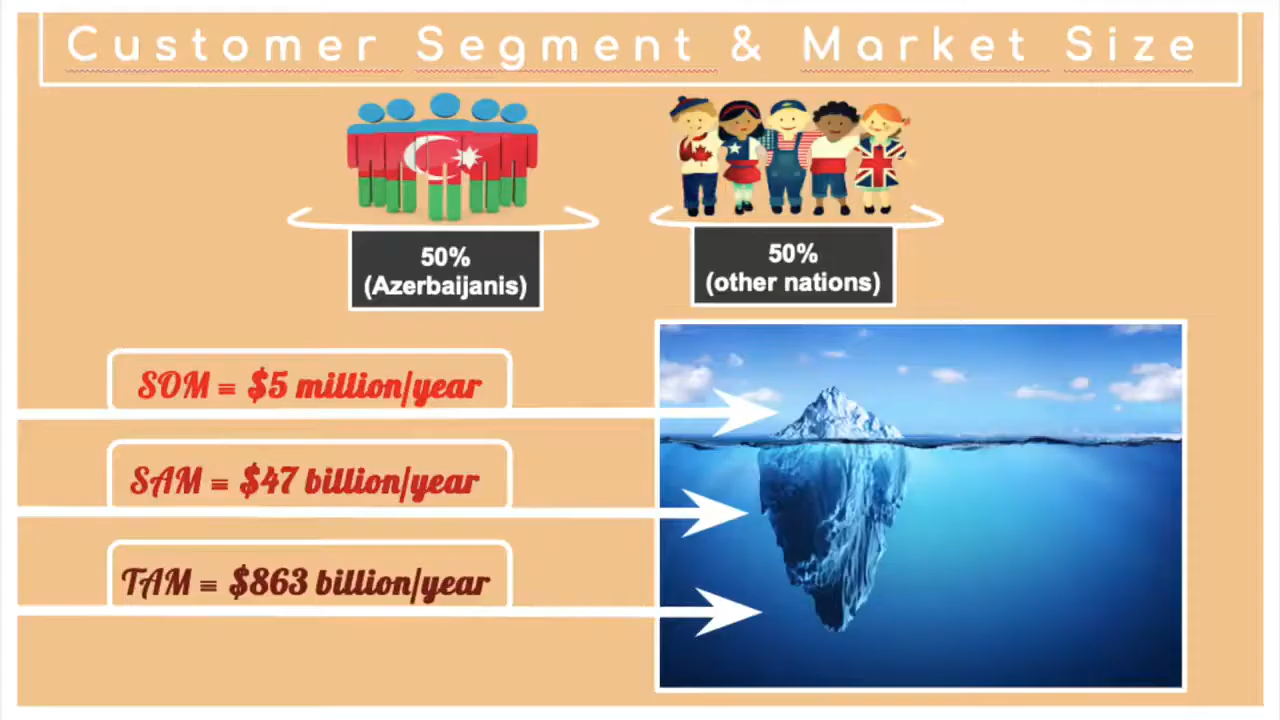 Customer Segment & Market Size
50%
(Azerbaijanis)
50%
(other nations)
SOM = $5 million/year
SAM = $47 billion/year
TAM = $863 billion/year